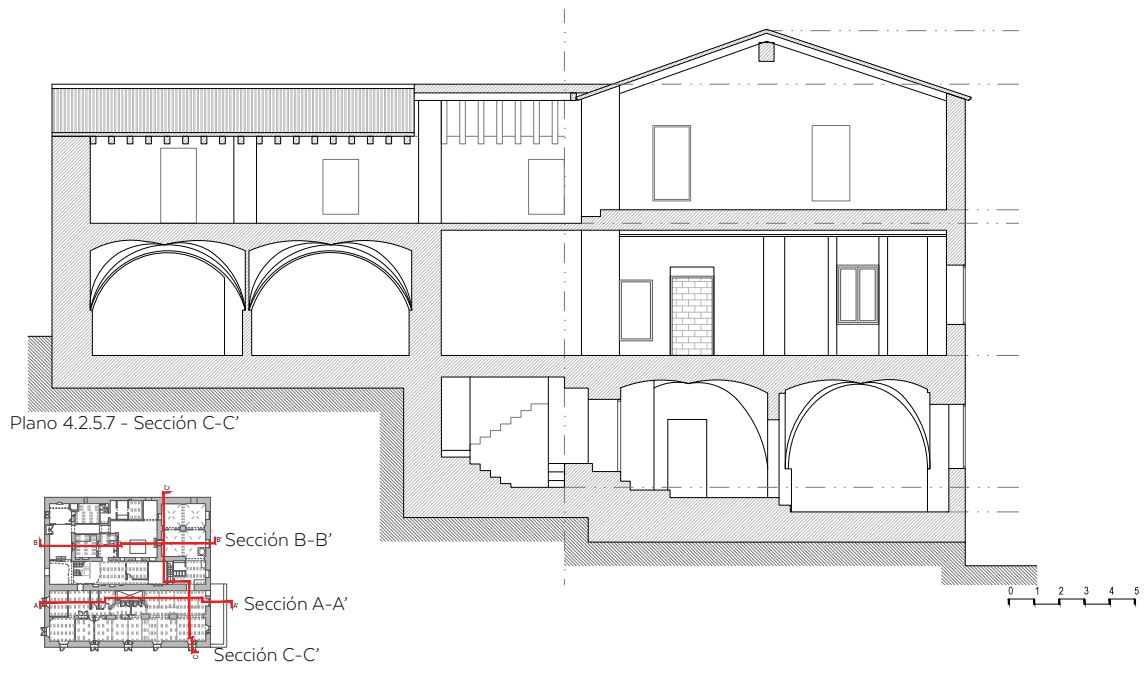 Plano 4.2.5.7 - Sección C-C’
C’
B
B’
Sección B-B’
A
A’
Sección A-A’
C
Sección C-C’
0 1 2 3 4 5